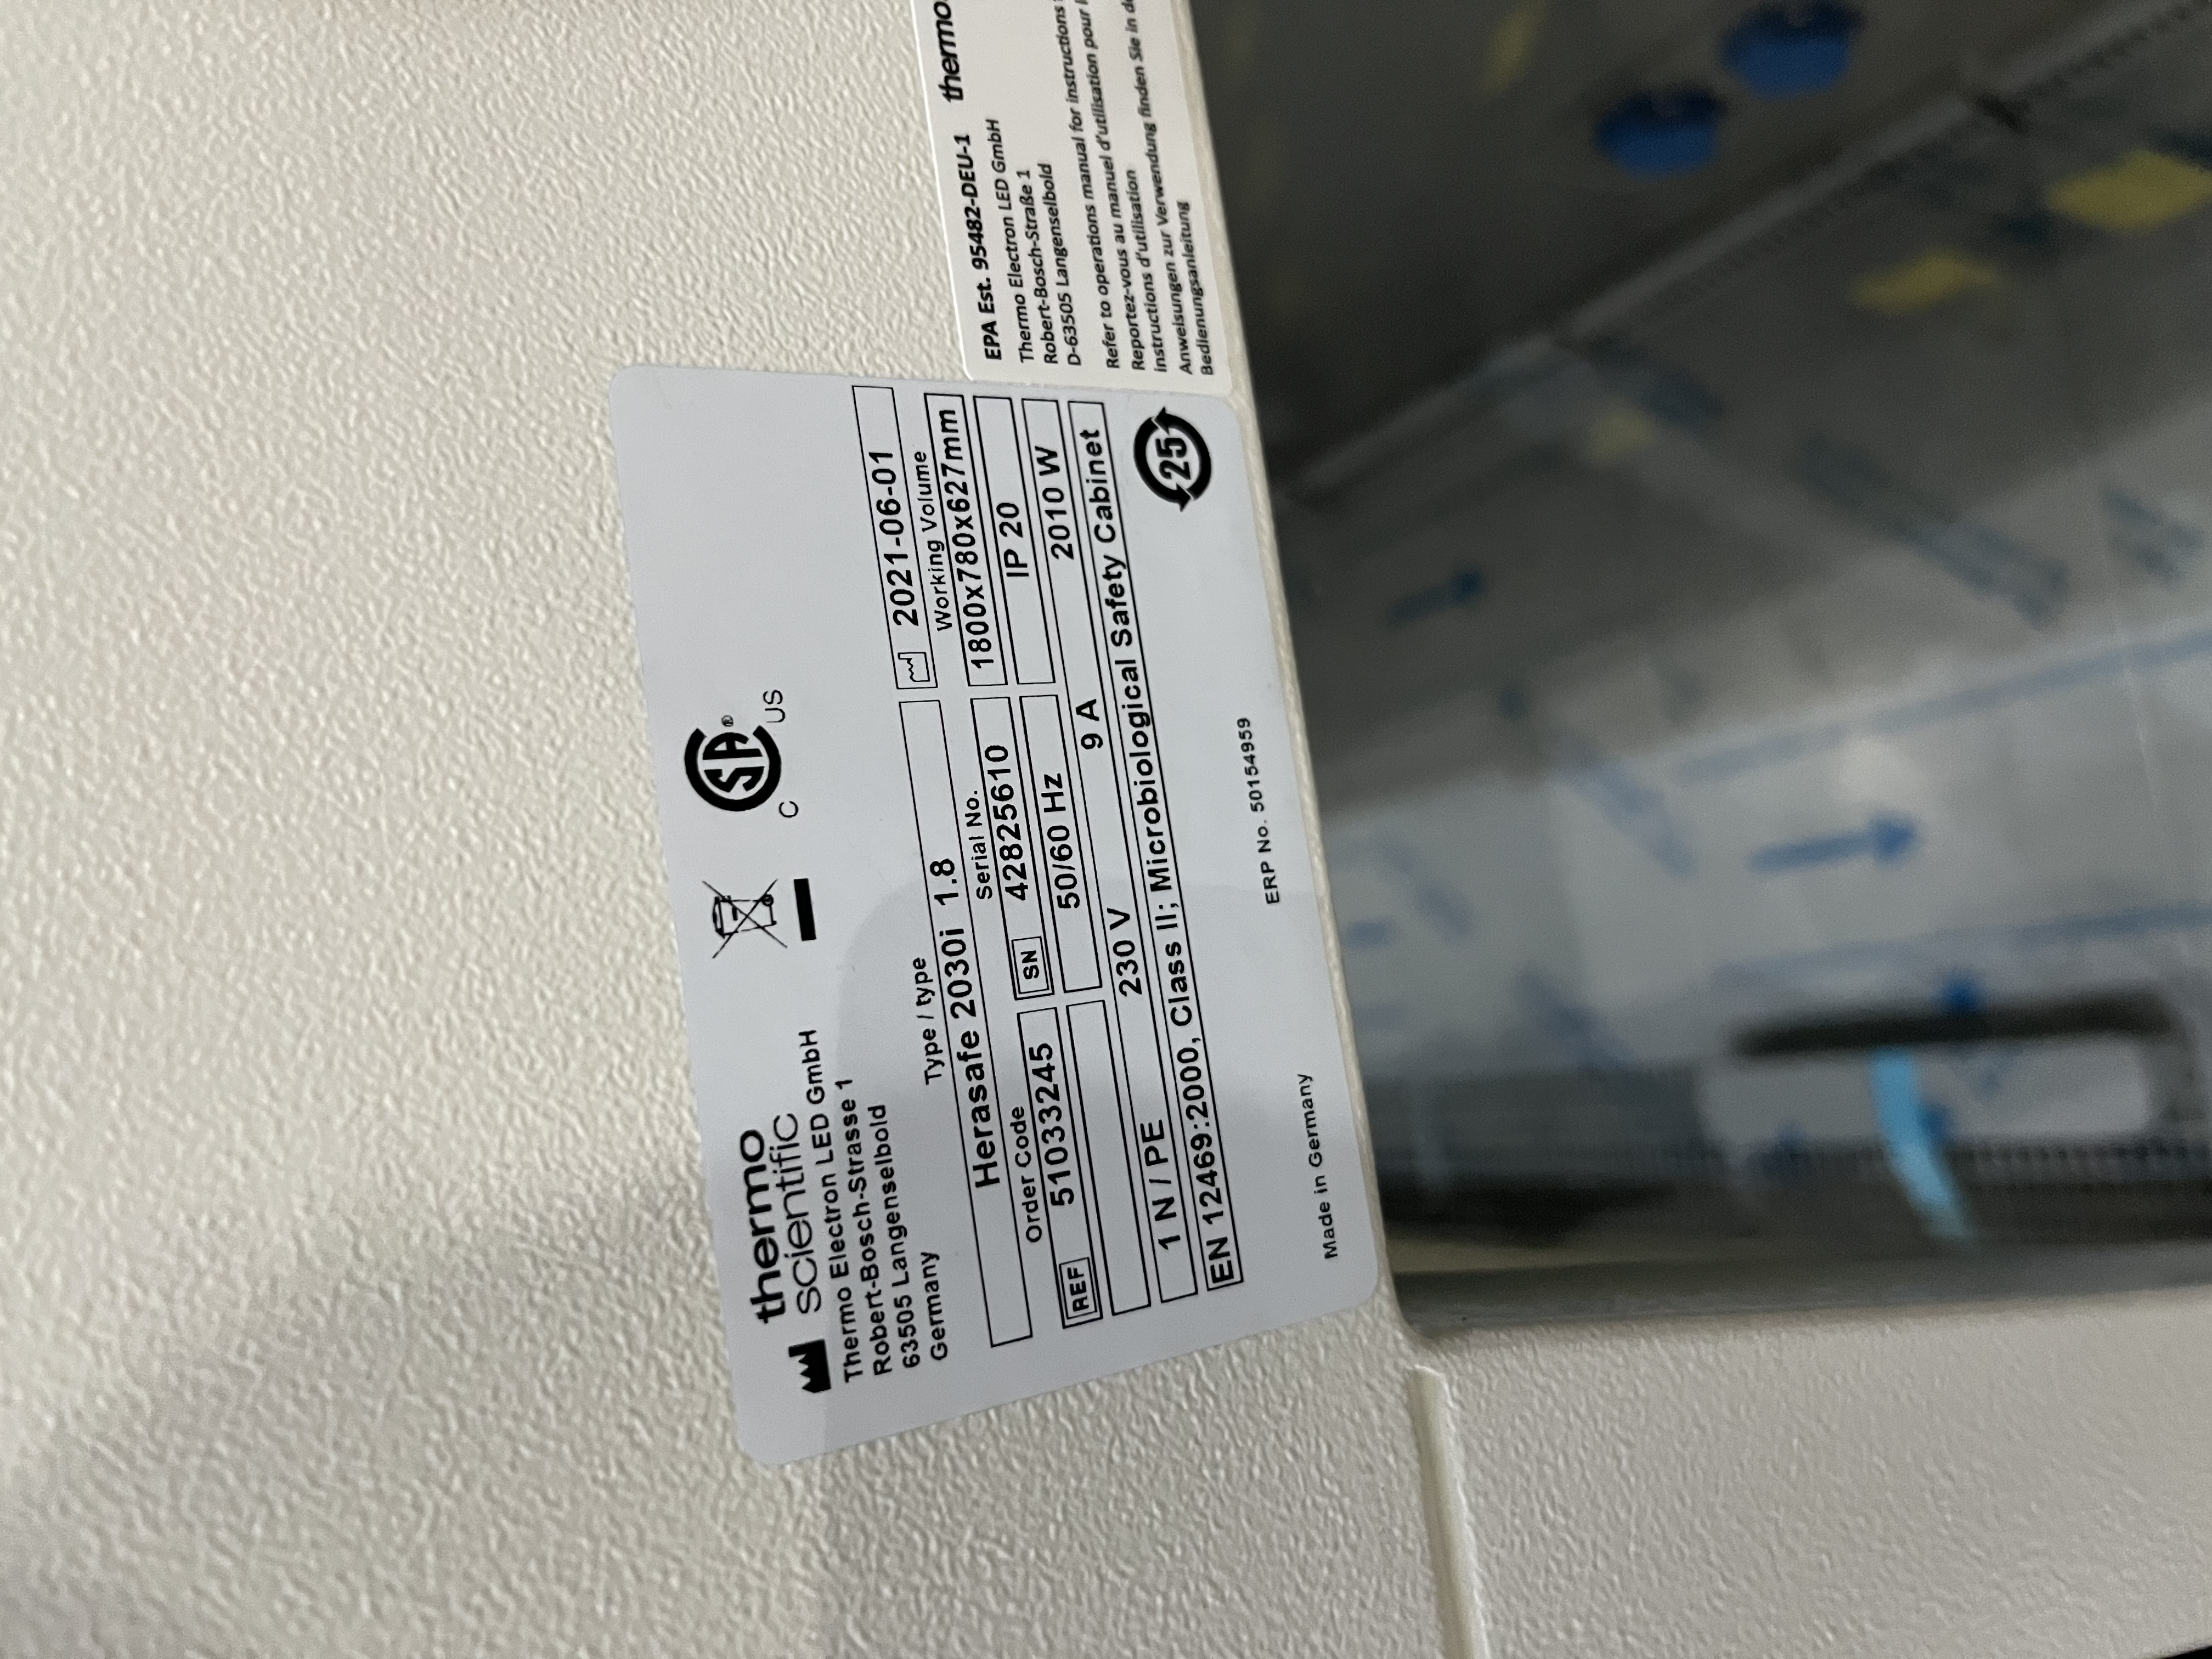 thermo
scientific
Thermo Electron LED GmbH
Robert-Bosch-Strasse 1
63505 Langenselbold
Germany
C SA® US
Type / type
Herasafe 2030i 1.8
2021-06-01
Order Code
Serial No.
Working Volume
REF 51033245
SN 42825610
1800x780x627mm
50/60 Hz
IP 20
1 N / PE
230 V
9 A
2010 W
EN 12469:2000, Class II; Microbiological Safety Cabinet
Made in Germany
ERP No. 50154959
25
EPA Est. 95482-DEU-1 thermo
Thermo Electron LED GmbH
Robert-Bosch-Straße 1
D-63505 Langenselbold
Refer to operations manual for instructions
Reportez-vous au manuel d'utilisation pour
Reportez-vous d'utilisation
instructions d'utilisation
Anweisungen zur Verwendung finden Sie in
Bedienungsanleitung